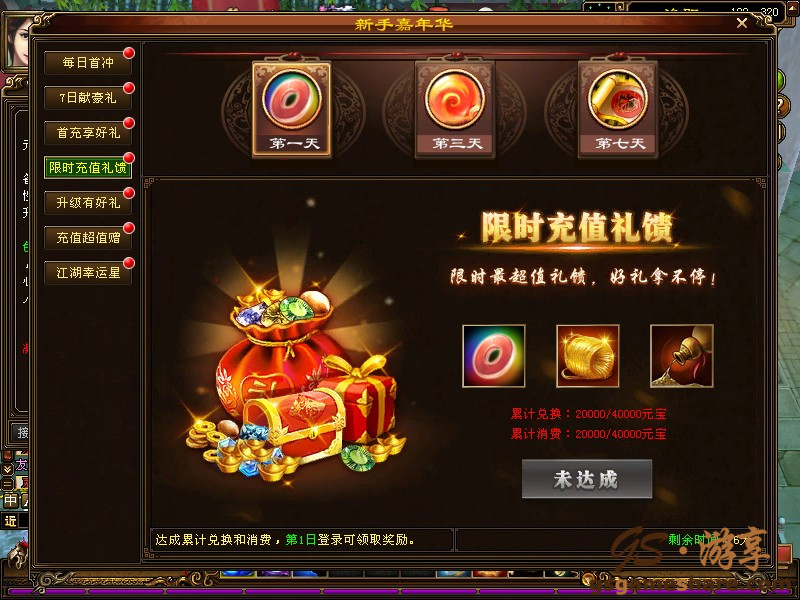 新手嘉年华
每日首冲
7日献豪礼
首充享好礼
限时充值礼馈
升级有好礼
充值超值赠
江湖幸运星
第一天
第三天
第七天
限时充值礼馈
限时最超值礼馈，好礼拿不停！
累计兑换：20000/40000元宝
累计消费：20000/40000元宝
未达成
达成累计兑换和消费，第1日登录可领取奖励。
剩余时间
GS·游享
接
友
申
近